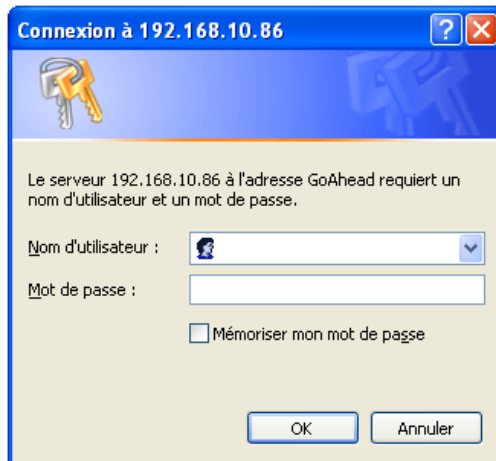 Connexion à 192.168.10.86
Le serveur 192.168.10.86 à l'adresse GoAhead requiert un
nom d'utilisateur et un mot de passe.
Nom d'utilisateur :
Mot de passe :
Mémoriser mon mot de passe
OK Annuler